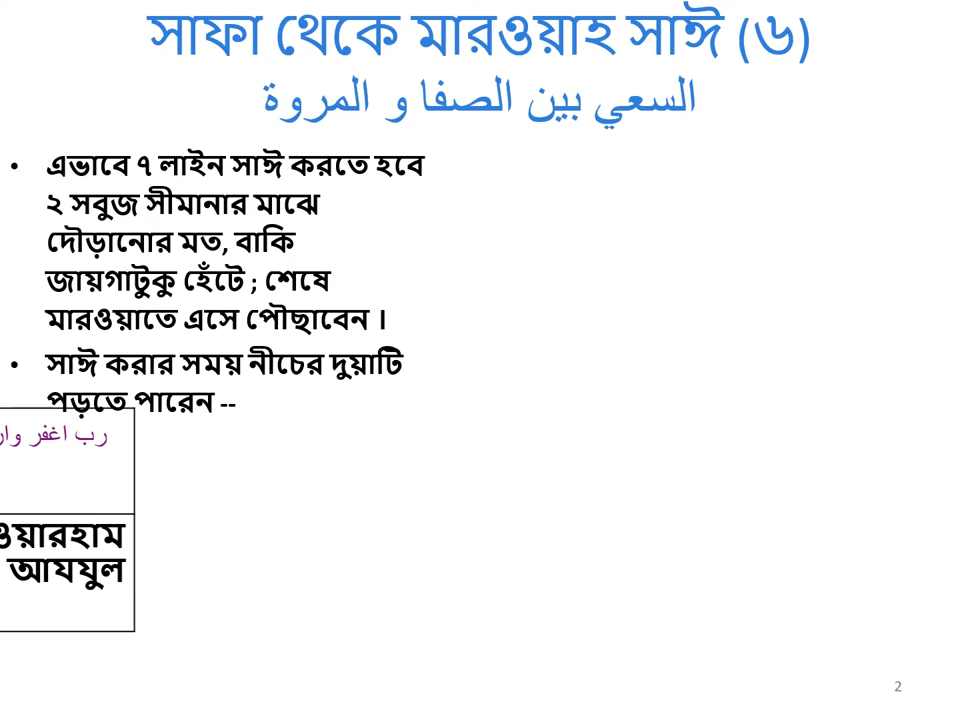 সাফা থেকে মারওয়াহ সাঈ (৬)
السعي بين الصفا و المروة
• এভাবে ৭ লাইন সাঈ করতে হবে
২ সবুজ সীমানার মাঝে
দৌড়ানোর মত, বাকি
জায়গাটুকু হেঁটে ; শেষে
মারওয়াতে এসে পৌছাবেন ।
• সাঈ করার সময় নীচের দুয়াটি
পড়তে পারেন --
رب اغفر
ওয়ারহাম
আযযুল
2